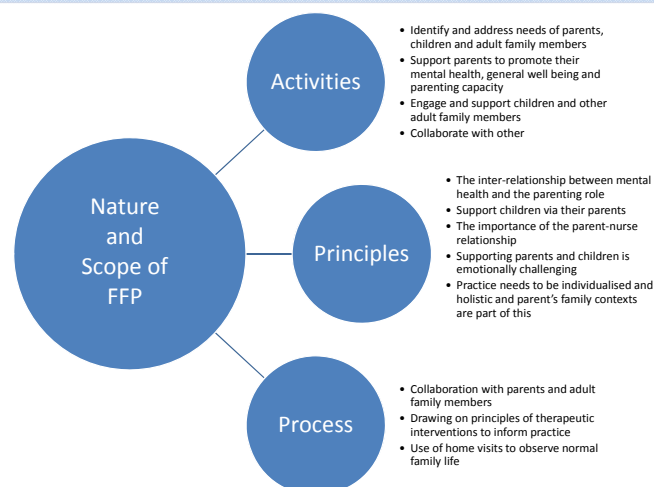 Nature
and
Scope of
FFP
Activities
• Identify and address needs of parents,
children and adult family members
• Support parents to promote their
mental health, general well being and
parenting capacity
• Engage and support children and other
adult family members
• Collaborate with other
Principles
• The inter-relationship between mental
health and the parenting role
• Support children via their parents
• The importance of the parent-nurse
relationship
• Supporting parents and children is
emotionally challenging
• Practice needs to be individualised and
holistic and parent's family contexts
are part of this
Process
• Collaboration with parents and adult
family members
• Drawing on principles of therapeutic
interventions to inform practice
• Use of home visits to observe normal
family life